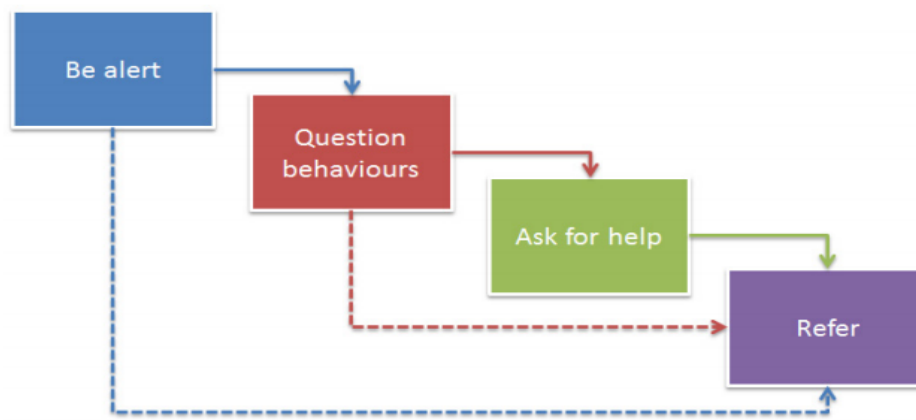 Be alert
Question
behaviours
Ask for help
Refer